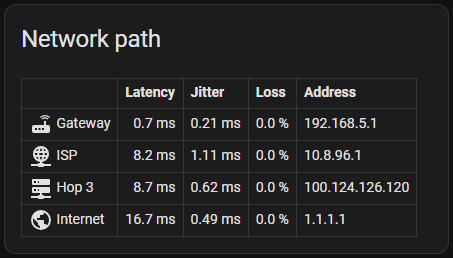 Network path
Latency Jitter Loss Address
Gateway 0.7 ms 0.21 ms 0.0 % 192.168.5.1
ISP 8.2 ms 1.11 ms 0.0 % 10.8.96.1
Hop 3 8.7 ms 0.62 ms 0.0 % 100.124.126.120
Internet 16.7 ms 0.49 ms 0.0 % 1.1.1.1